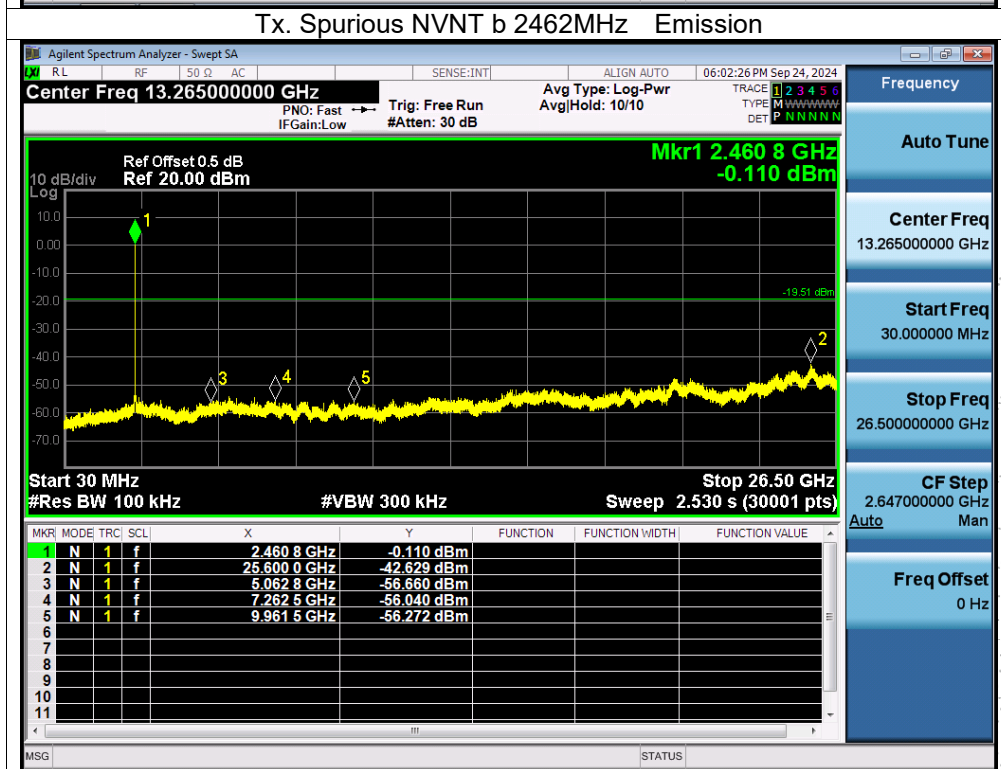 Tx. Spurious NVNT b 2462MHz Emission
Agilent Spectrum Analyzer - Swept SA
LXI RL RF 50 Ω AC SENSE:INT ALIGN AUTO 06:02:26 PM Sep 24, 2024
Center Freq 13.265000000 GHz
PNO: Fast
IFGain:Low
Trig: Free Run
#Atten: 30 dB
Avg Type: Log-Pwr
Avg|Hold: 10/10
TRACE 1 2 3 4 5 6
TYPE M WWWWW
DET P N N N N N
Ref Offset 0.5 dB
10 dB/div Ref 20.00 dBm
Log
Mkr1 2.460 8 GHz
-0.110 dBm
10.0
0.00
-10.0
-20.0
-30.0
-40.0
-50.0
-60.0
-70.0
1
-19.51 dBm
2
3
4
5
Start 30 MHz Stop 26.50 GHz
#Res BW 100 kHz #VBW 300 kHz Sweep 2.530 s (30001 pts)
MKR MODE TRC SCL X Y FUNCTION FUNCTION WIDTH FUNCTION VALUE
1 N 1 f 2.460 8 GHz -0.110 dBm
2 N 1 f 25.600 0 GHz -42.629 dBm
3 N 1 f 5.062 8 GHz -56.660 dBm
4 N 1 f 7.262 5 GHz -56.040 dBm
5 N 1 f 9.961 5 GHz -56.272 dBm
6
7
8
9
10
11
MSG STATUS
Frequency
Auto Tune
Center Freq
13.265000000 GHz
Start Freq
30.000000 MHz
Stop Freq
26.500000000 GHz
CF Step
2.647000000 GHz
Auto Man
Freq Offset
0 Hz